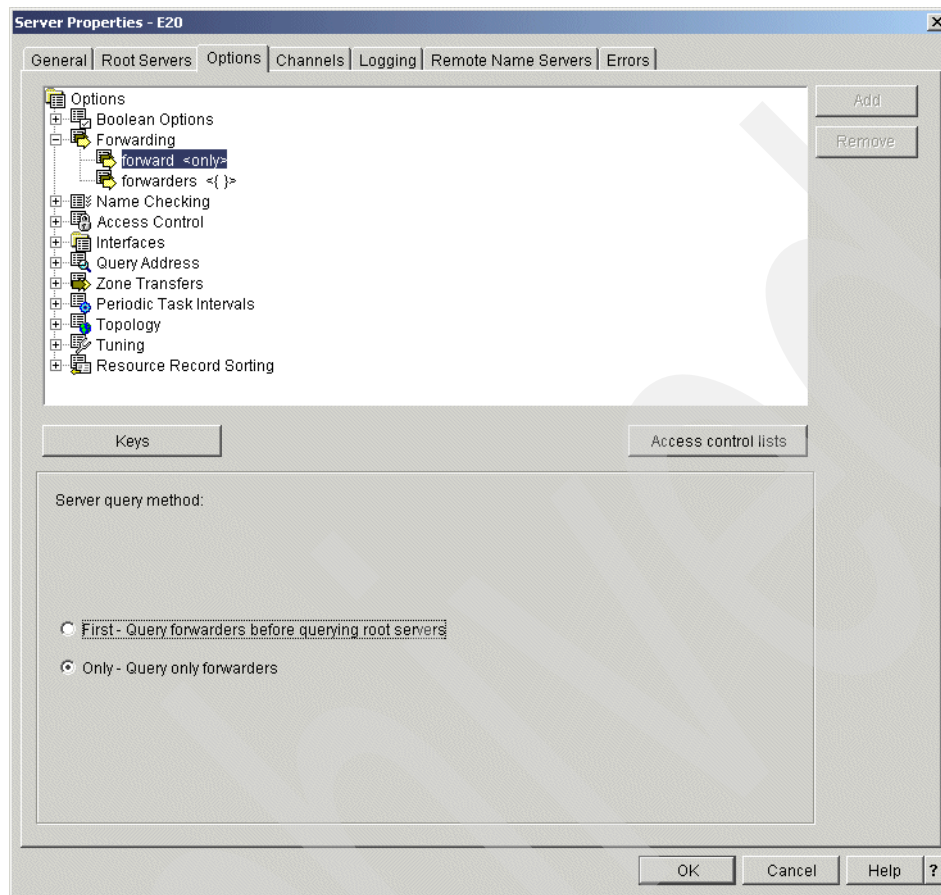 Server Properties - E20
General Root Servers Options Channels Logging Remote Name Servers Errors
Options
Boolean Options
Forwarding
forward <only>
forwarders <{ }>
Name Checking
Access Control
Interfaces
Query Address
Zone Transfers
Periodic Task Intervals
Topology
Tuning
Resource Record Sorting
Add
Remove
Keys
Access control lists
Server query method:
First - Query forwarders before querying root servers
Only - Query only forwarders
OK Cancel Help ?